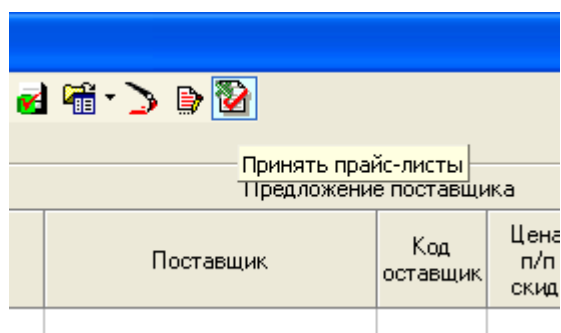 Принять прайс-листы
Предложение поставщика
Поставщик
Код
оставщик
Цена
п/п
скид